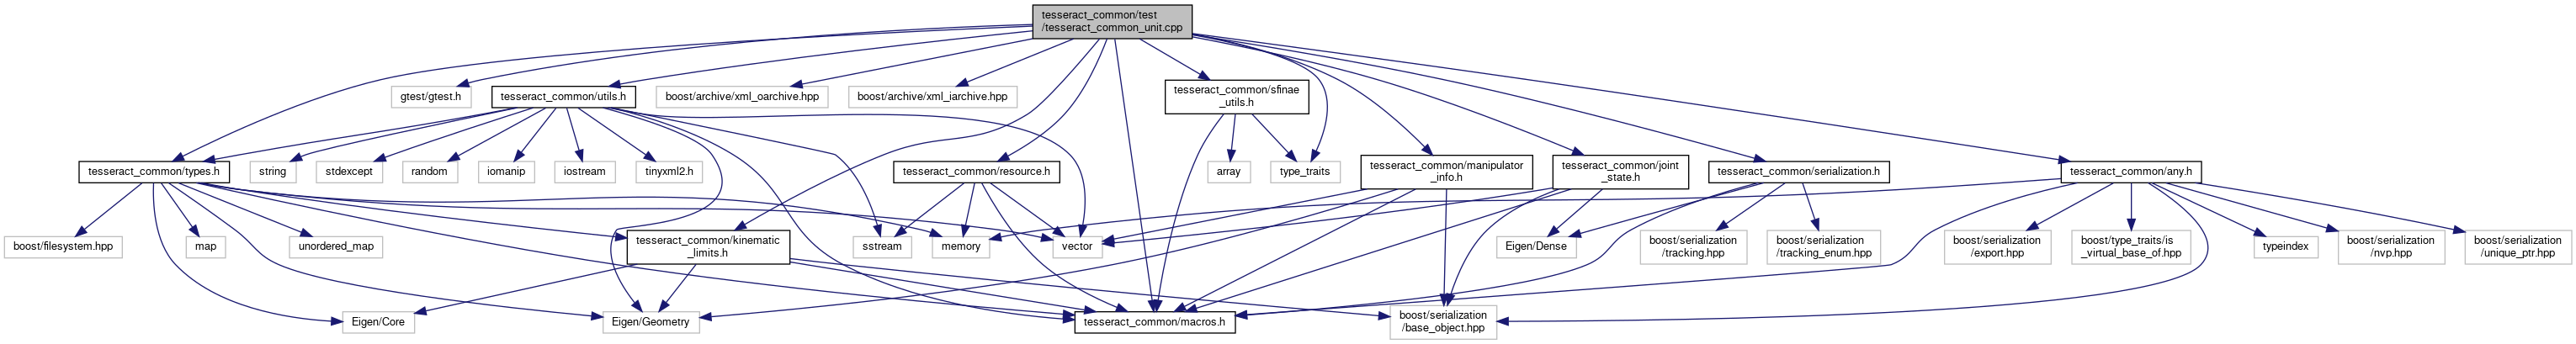 tesseract_common/test
/tesseract_common_unit.cpp
gtest/gtest.h
tesseract_common/utils.h
boost/archive/xml_oarchive.hpp
boost/archive/xml_iarchive.hpp
tesseract_common/sfinae
_utils.h
tesseract_common/types.h
string
stdexcept
random
iomanip
iostream
tinyxml2.h
tesseract_common/resource.h
array
type_traits
tesseract_common/manipulator
_info.h
tesseract_common/joint
_state.h
tesseract_common/serialization.h
tesseract_common/any.h
boost/filesystem.hpp
map
unordered_map
tesseract_common/kinematic
_limits.h
sstream
memory
vector
Eigen/Dense
boost/serialization
/tracking.hpp
boost/serialization
/tracking_enum.hpp
boost/serialization
/export.hpp
boost/type_traits/is
_virtual_base_of.hpp
typeindex
boost/serialization
/nvp.hpp
boost/serialization
/unique_ptr.hpp
Eigen/Core
Eigen/Geometry
tesseract_common/macros.h
boost/serialization
/base_object.hpp